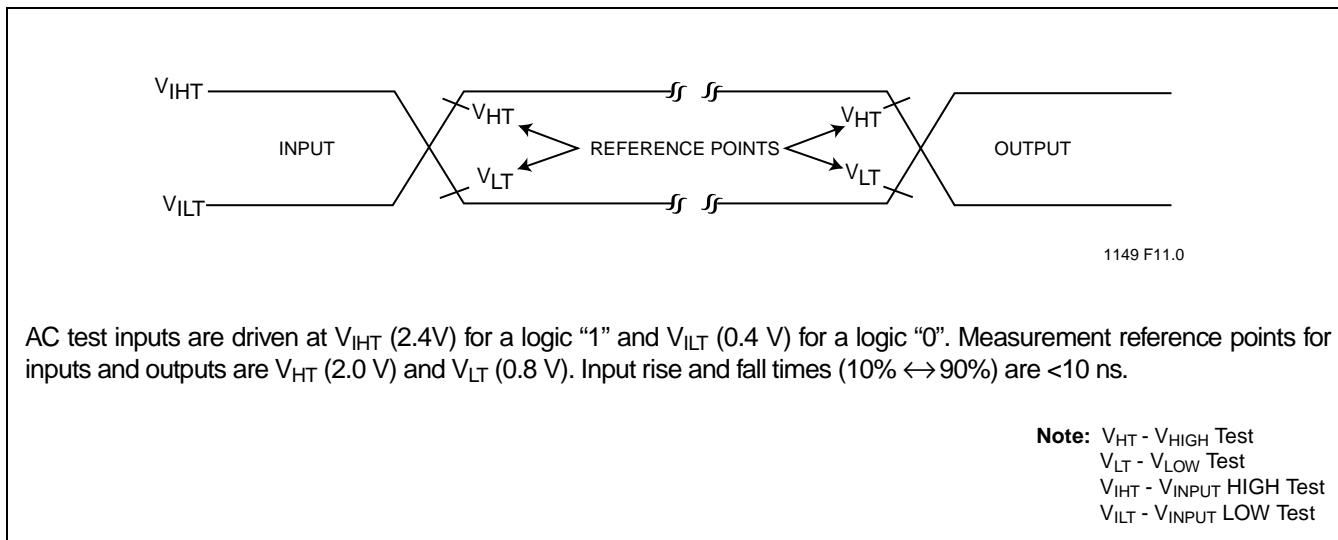 VIHT
VHT
VHT
INPUT
REFERENCE POINTS
OUTPUT
VLT
VLT
VILT
1149 F11.0
AC test inputs are driven at VIHT (2.4V) for a logic “1” and VILT (0.4 V) for a logic “0”. Measurement reference points for
inputs and outputs are VHT (2.0 V) and VLT (0.8 V). Input rise and fall times (10% ↔ 90%) are <10 ns.
Note: VHT - VHIGH Test
VLT - VLOW Test
VIHT - VINPUT HIGH Test
VILT - VINPUT LOW Test